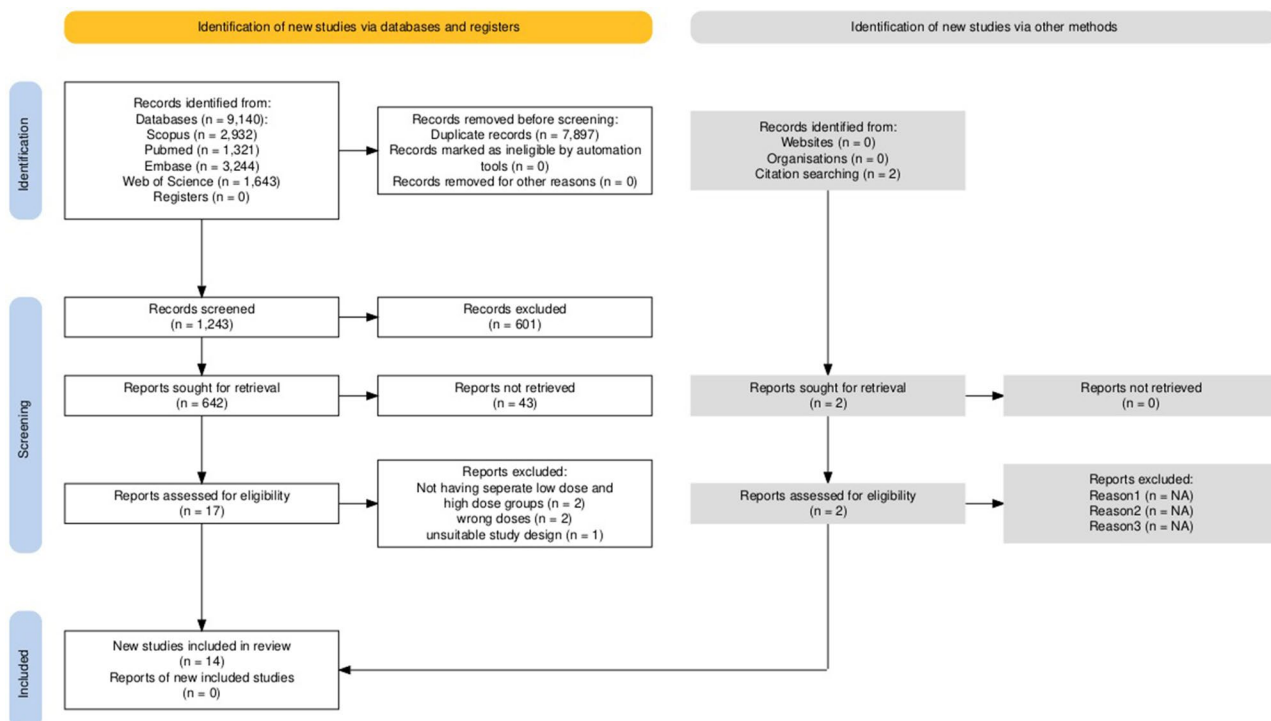 Identification of new studies via databases and registers
Identification of new studies via other methods
Identification
Records identified from:
Databases (n = 9,140):
Scopus (n = 2,932)
Pubmed (n = 1,321)
Embase (n = 3,244)
Web of Science (n = 1,643)
Registers (n = 0)
Records removed before screening:
Duplicate records (n = 7,897)
Records marked as ineligible by automation
tools (n = 0)
Records removed for other reasons (n = 0)
Records identified from:
Websites (n = 0)
Organisations (n = 0)
Citation searching (n = 2)
Screening
Records screened
(n = 1,243)
Records excluded
(n = 601)
Reports sought for retrieval
(n = 642)
Reports not retrieved
(n = 43)
Reports sought for retrieval
(n = 2)
Reports not retrieved
(n = 0)
Reports assessed for eligibility
(n = 17)
Reports excluded:
Not having seperate low dose and
high dose groups (n = 2)
wrong doses (n = 2)
unsuitable study design (n = 1)
Reports assessed for eligibility
(n = 2)
Reports excluded:
Reason1 (n = NA)
Reason2 (n = NA)
Reason3 (n = NA)
Included
New studies included in review
(n = 14)
Reports of new included studies
(n = 0)